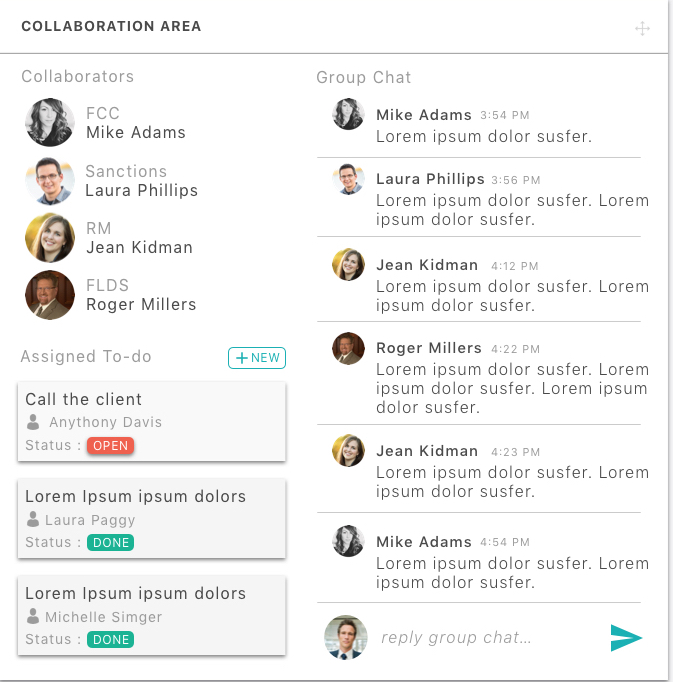 COLLABORATION AREA
Collaborators
FCC
Mike Adams
Sanctions
Laura Phillips
RM
Jean Kidman
FLDS
Roger Millers
Assigned To-do
NEW
Call the client
Anythony Davis
Status : OPEN
Lorem Ipsum ipsum dolors
Laura Paggy
Status : DONE
Lorem Ipsum ipsum dolors
Michelle Simger
Status : DONE
Group Chat
Mike Adams 3:54 PM
Lorem ipsum dolor susfer.
Laura Phillips 3:56 PM
Lorem ipsum dolor susfer. Lorem
ipsum dolor susfer.
Jean Kidman 4:12 PM
Lorem ipsum dolor susfer. Lorem
ipsum dolor susfer.
Roger Millers 4:22 PM
Lorem ipsum dolor susfer. Lorem
ipsum dolor susfer. Lorem ipsum
dolor susfer.
Jean Kidman 4:23 PM
Lorem ipsum dolor susfer. Lorem
ipsum dolor susfer.
Mike Adams 4:54 PM
Lorem ipsum dolor susfer. Lorem
ipsum dolor susfer.
reply group chat...